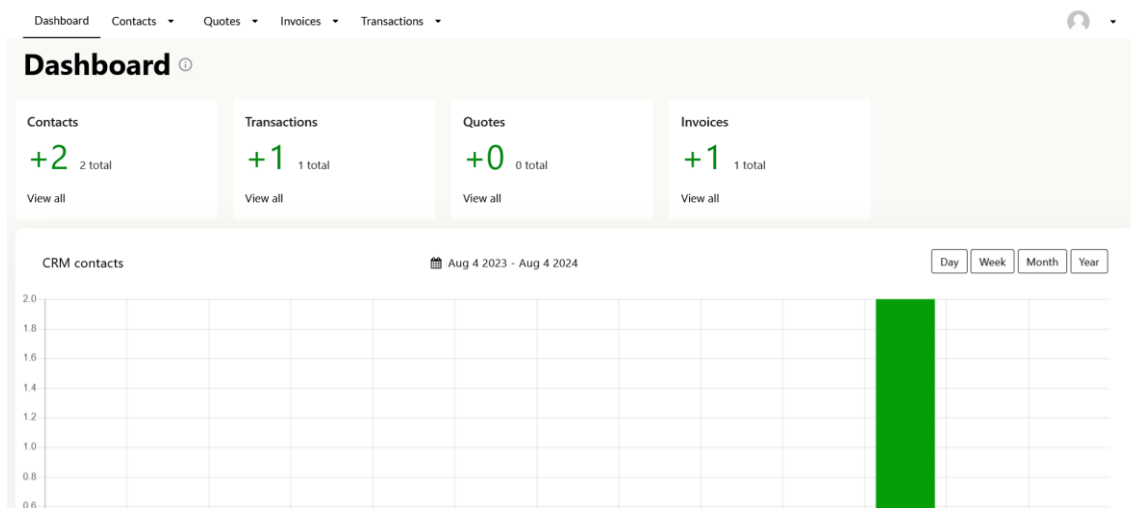 Dashboard Contacts Quotes Invoices Transactions
Dashboard
Contacts Transactions Quotes Invoices
+2 2 total +1 1 total +0 0 total +1 1 total
View all View all View all View all
CRM contacts Aug 4 2023 - Aug 4 2024 Day Week Month Year
2.0
1.8
1.6
1.4
1.2
1.0
0.8
0.6